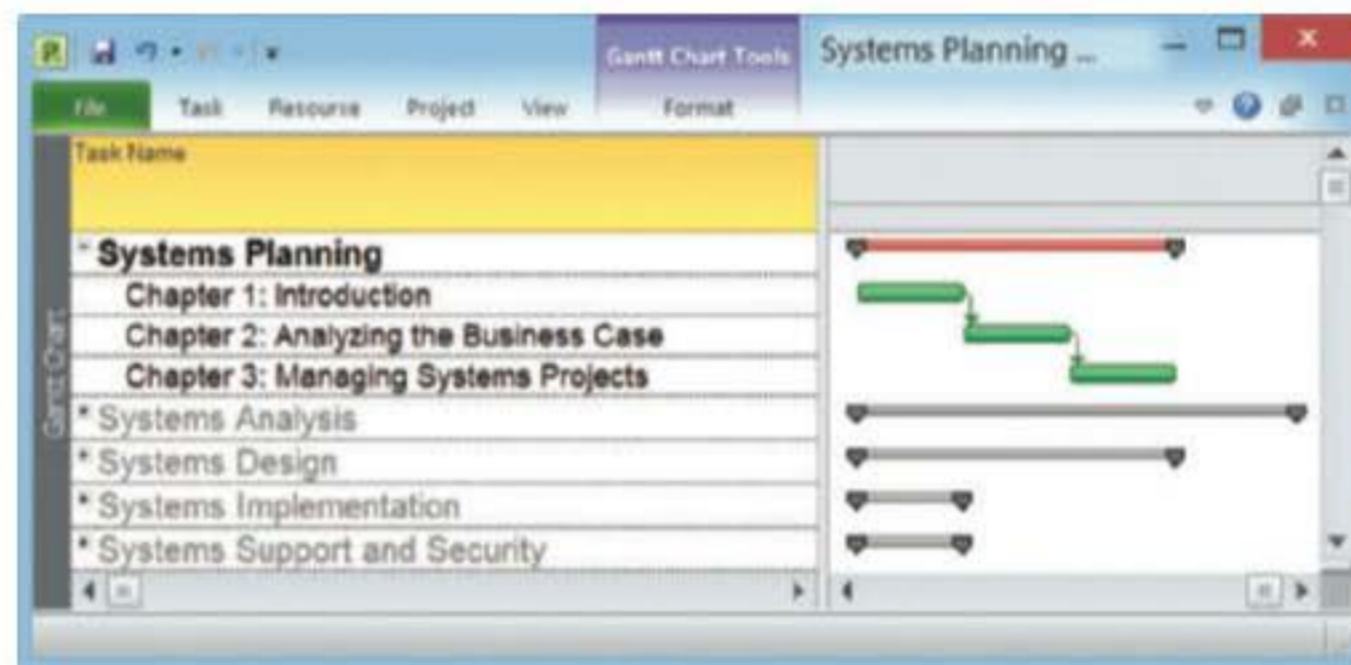 Gantt Chart Tools
Systems Planning ...
File Task Resource Project View Format
Task Name
Systems Planning
Chapter 1: Introduction
Chapter 2: Analyzing the Business Case
Chapter 3: Managing Systems Projects
Systems Analysis
Systems Design
Systems Implementation
Systems Support and Security
Gantt Chart